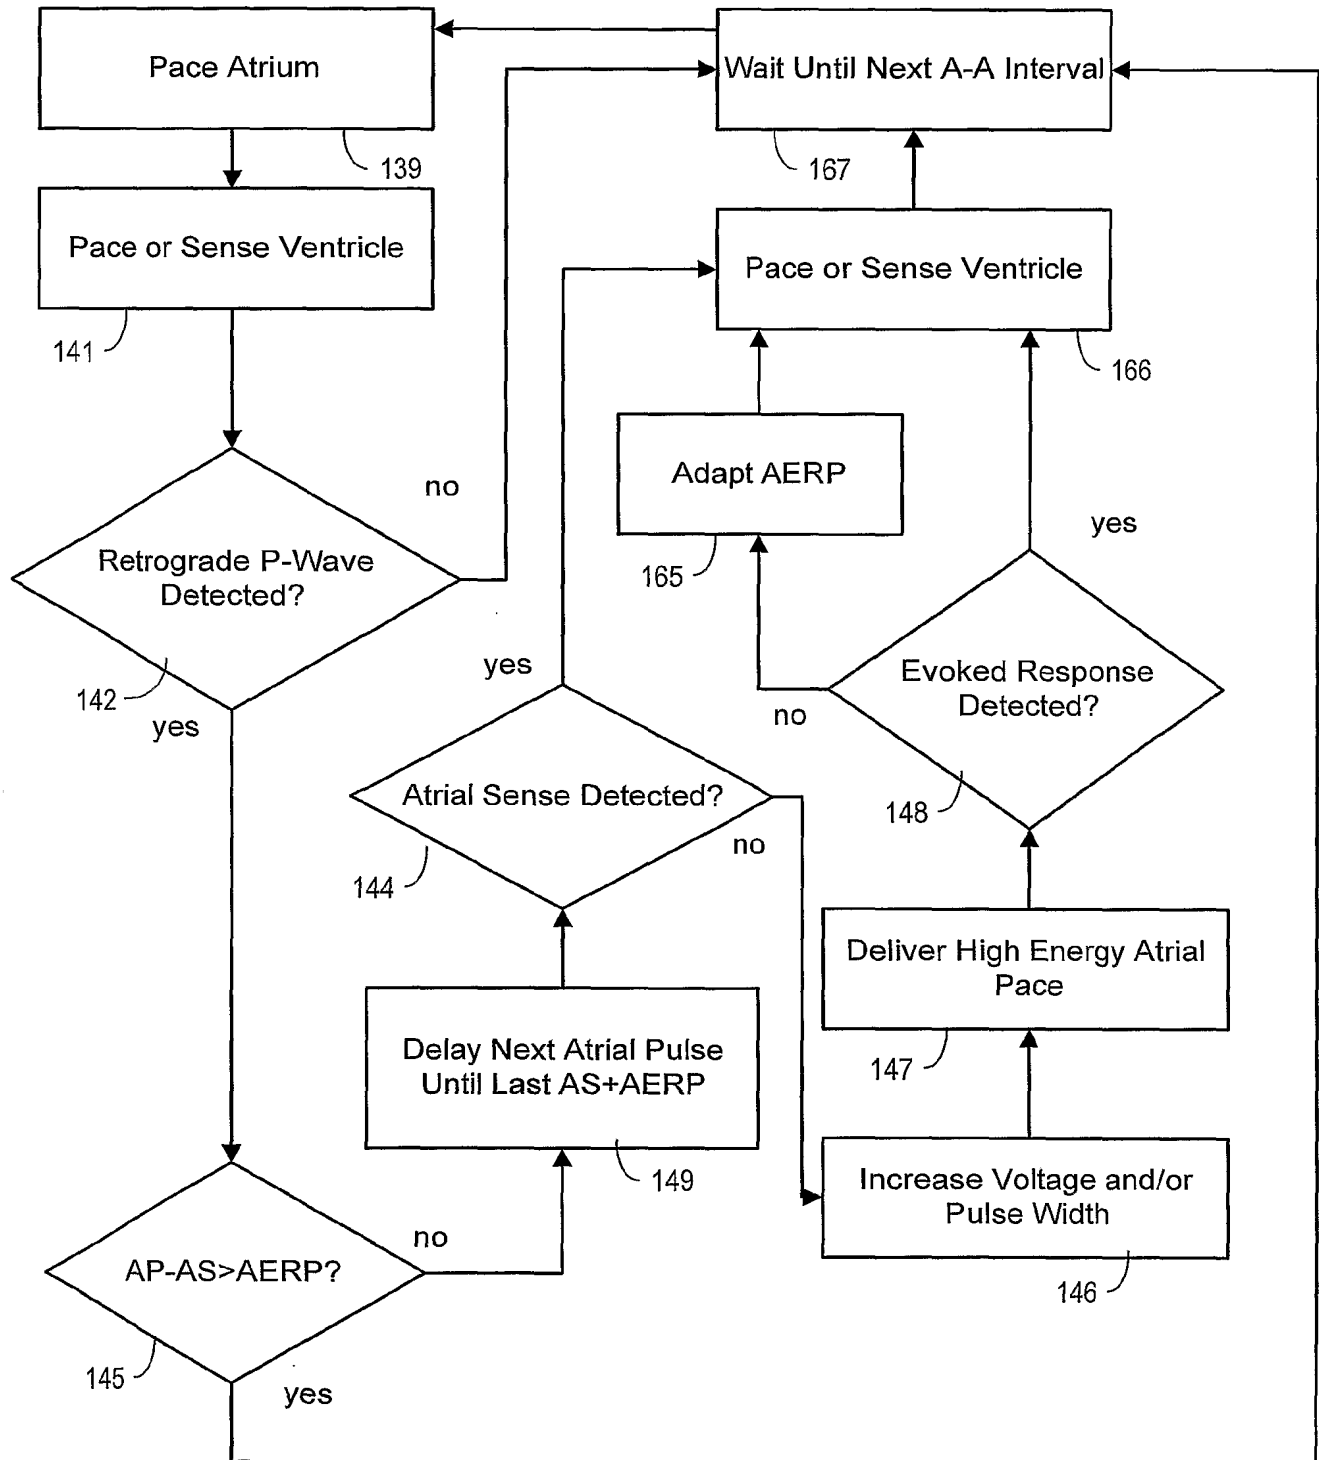 Pace Atrium
139
Wait Until Next A-A Interval
167
Pace or Sense Ventricle
141
Pace or Sense Ventricle
166
no
Retrograde P-Wave
Detected?
142
yes
Adapt AERP
165
yes
Evoked Response
Detected?
148
no
yes
Atrial Sense Detected?
144
no
Deliver High Energy Atrial
Pace
147
Delay Next Atrial Pulse
Until Last AS+AERP
149
Increase Voltage and/or
Pulse Width
146
no
AP-AS>AERP?
145
yes